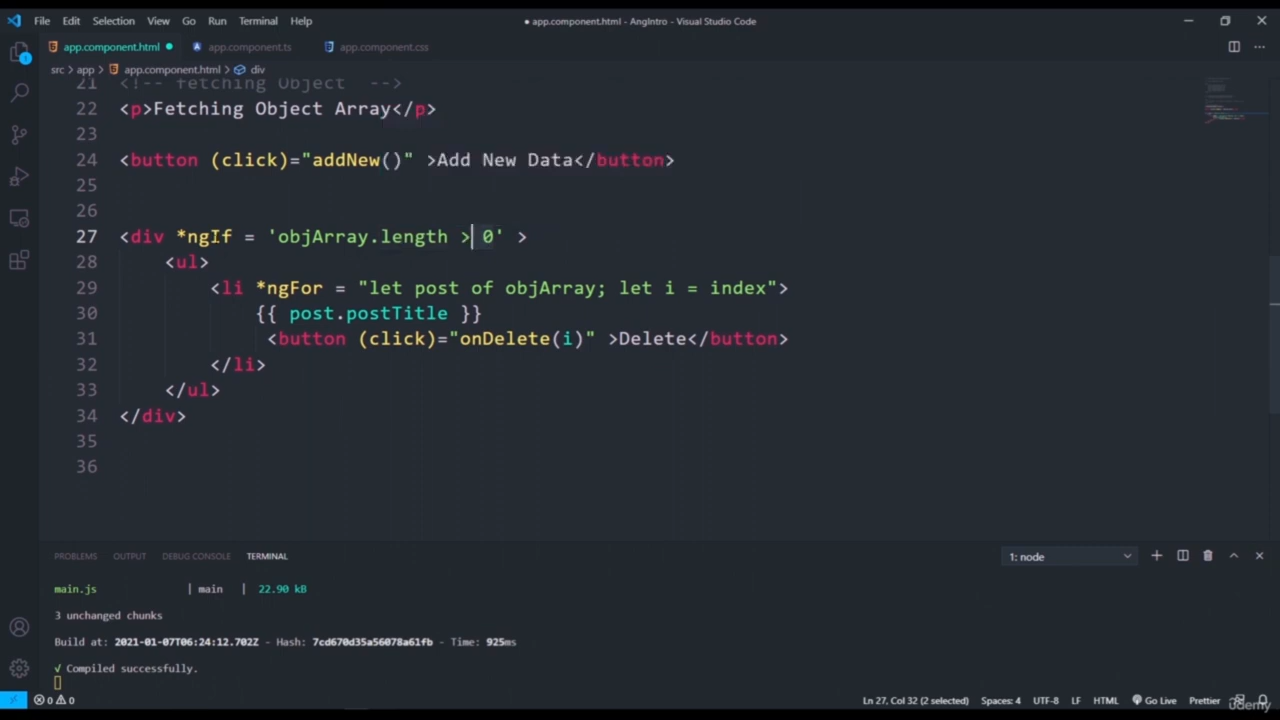 File Edit Selection View Go Run Terminal Help
● app.component.html - AngIntro - Visual Studio Code
app.component.html ● app.component.ts app.component.css
src > app > app.component.html > div
21 <!-- fetching Object -->
22 <p>Fetching Object Array</p>
23
24 <button (click)="addNew()" >Add New Data</button>
25
26
27 <div *ngIf = 'objArray.length > 0' >
28 <ul>
29 <li *ngFor = "let post of objArray; let i = index">
30 {{ post.postTitle }}
31 <button (click)="onDelete(i)" >Delete</button>
32 </li>
33 </ul>
34 </div>
35
36
PROBLEMS OUTPUT DEBUG CONSOLE TERMINAL
1: node
main.js | main | 22.90 kB
3 unchanged chunks
Build at: 2021-01-07T06:24:12.702Z - Hash: 7cd670d35a56078a61fb - Time: 925ms
√ Compiled successfully.
0 0
Ln 27, Col 32 (2 selected) Spaces: 4 UTF-8 LF HTML Go Live Prettier
udemy